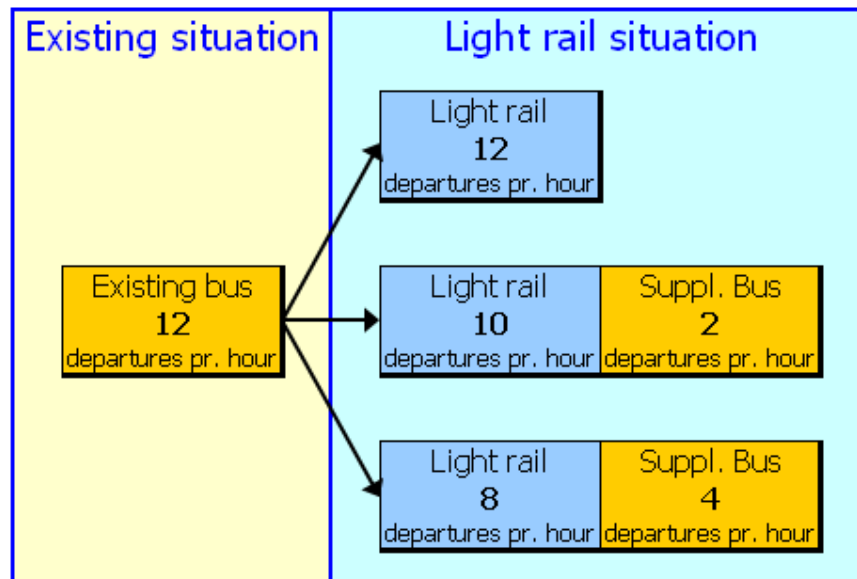 Existing situation
Light rail situation
Light rail
12
departures pr. hour
Existing bus
12
departures pr. hour
Light rail
10
departures pr. hour
Suppl. Bus
2
departures pr. hour
Light rail
8
departures pr. hour
Suppl. Bus
4
departures pr. hour